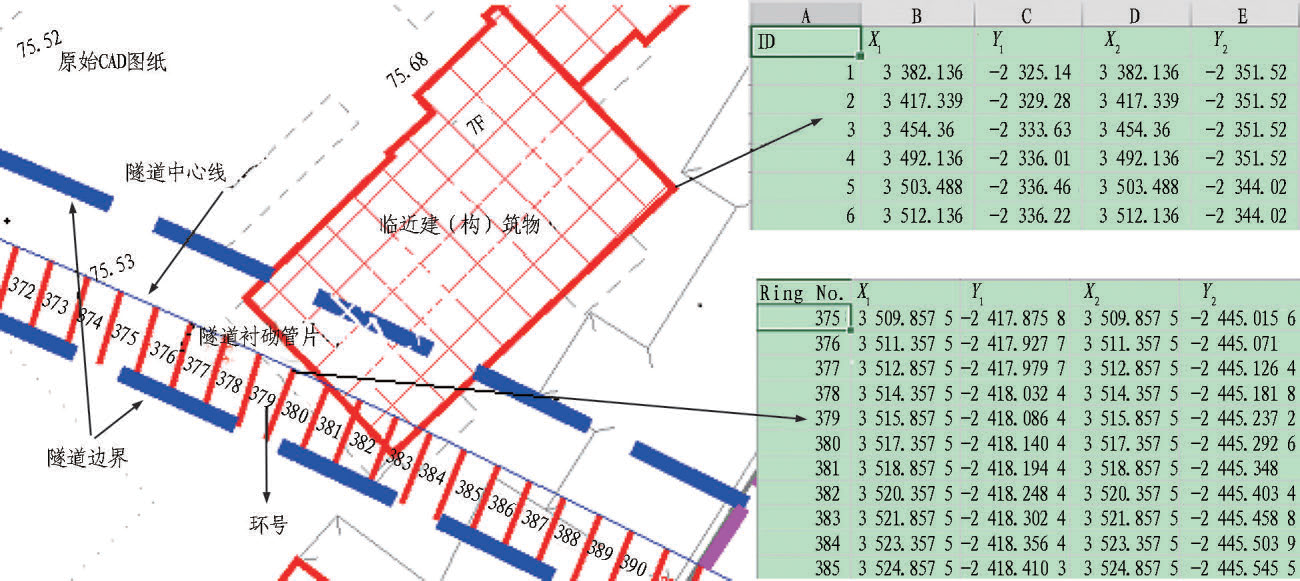 75.52
原始CAD图纸
75.68
7F
隧道中心线
临近建（构）筑物
75.53
隧道衬砌管片
372 373 374 375 376 377 378 379 380 381 382 383 384 385 386 387 388 389 390
隧道边界
环号
A B C D E
ID X1 Y1 X2 Y2
1 3 382.136 -2 325.14 3 382.136 -2 351.52
2 3 417.339 -2 329.28 3 417.339 -2 351.52
3 3 454.36 -2 333.63 3 454.36 -2 351.52
4 3 492.136 -2 336.01 3 492.136 -2 351.52
5 3 503.488 -2 336.46 3 503.488 -2 344.02
6 3 512.136 -2 336.22 3 512.136 -2 344.02
Ring No. X1 Y1 X2 Y2
375 3 509.857 5 -2 417.875 8 3 509.857 5 -2 445.015 6
376 3 511.357 5 -2 417.927 7 3 511.357 5 -2 445.071
377 3 512.857 5 -2 417.979 7 3 512.857 5 -2 445.126 4
378 3 514.357 5 -2 418.032 4 3 514.357 5 -2 445.181 8
379 3 515.857 5 -2 418.086 4 3 515.857 5 -2 445.237 2
380 3 517.357 5 -2 418.140 4 3 517.357 5 -2 445.292 6
381 3 518.857 5 -2 418.194 4 3 518.857 5 -2 445.348
382 3 520.357 5 -2 418.248 4 3 520.357 5 -2 445.403 4
383 3 521.857 5 -2 418.302 4 3 521.857 5 -2 445.458 8
384 3 523.357 5 -2 418.356 4 3 523.357 5 -2 445.503 9
385 3 524.857 5 -2 418.410 3 3 524.857 5 -2 445.545 5